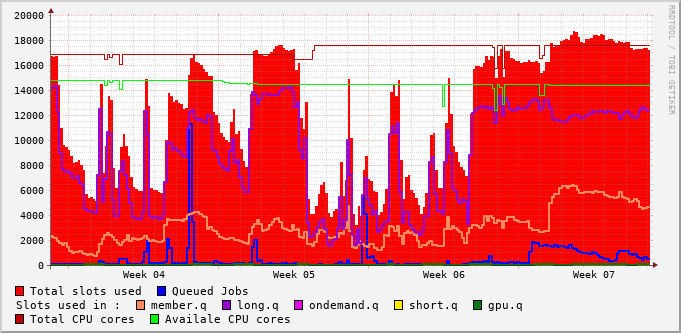 20000
18000
16000
14000
12000
10000
8000
6000
4000
2000
0
Week 04 Week 05 Week 06 Week 07
Total slots used Queued Jobs
Slots used in : member.q long.q ondemand.q short.q gpu.q
Total CPU cores Availale CPU cores
RRDTOOL / TOBI OETIKER